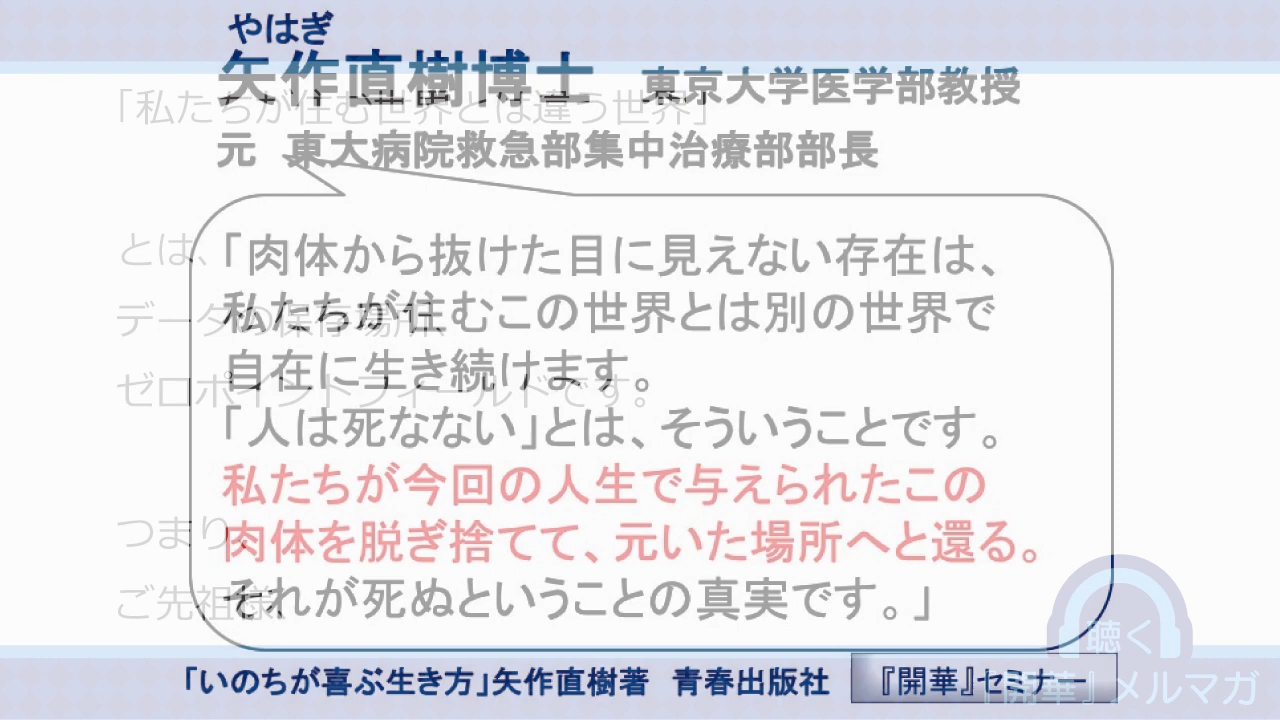 やはぎ
矢作直樹博士 東京大学医学部教授
「私たちが住む世界とは違う世界」
元 東大病院救急部集中治療部部長
とは、
「肉体から抜けた目に見えない存在は、
私たちが住むこの世界とは別の世界で
データの保存場所、
自在に生き続けます。
ゼロポイントフィールドです。
「人は死なない」とは、そういうことです。
私たちが今回の人生で与えられたこの
つまり、
肉体を脱ぎ捨てて、元いた場所へと還る。
ご先祖様、
それが死ぬということの真実です。」
聴く
「いのちが喜ぶ生き方」矢作直樹著 青春出版社
『開華』セミナー
『開華』メルマガ